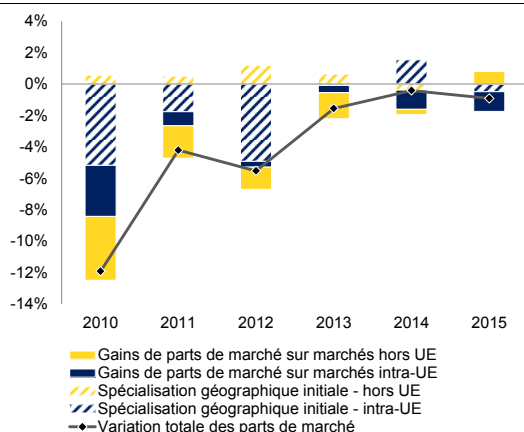 4%
2%
0%
-2%
-4%
-6%
-8%
-10%
-12%
-14%
2010 2011 2012 2013 2014 2015
Gains de parts de marché sur marchés hors UE
Gains de parts de marché sur marchés intra-UE
Spécialisation géographique initiale - hors UE
Spécialisation géographique initiale - intra-UE
Variation totale des parts de marché